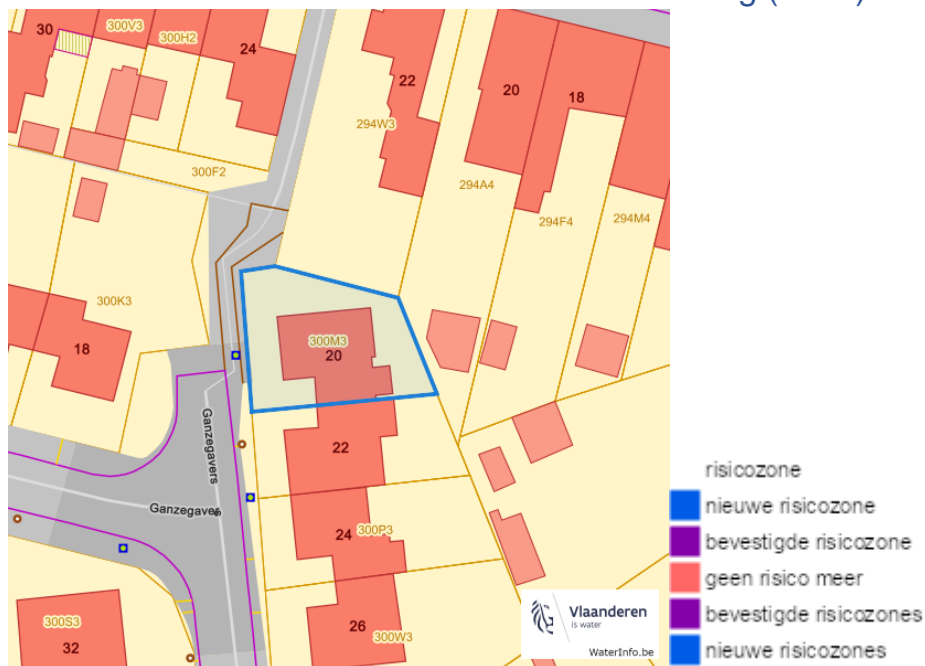 g (
)
30
300V3
300H2
24
22
20
18
294W3
300F2
294A4
294F4
294M4
300K3
18
300M3
20
Ganzegavers
22
Ganzegavers
24
300P3
300S3
32
26
300W3
Vlaanderen
is water
WaterInfo.be
risicozone
nieuwe risicozone
bevestigde risicozone
geen risico meer
bevestigde risicozones
nieuwe risicozones